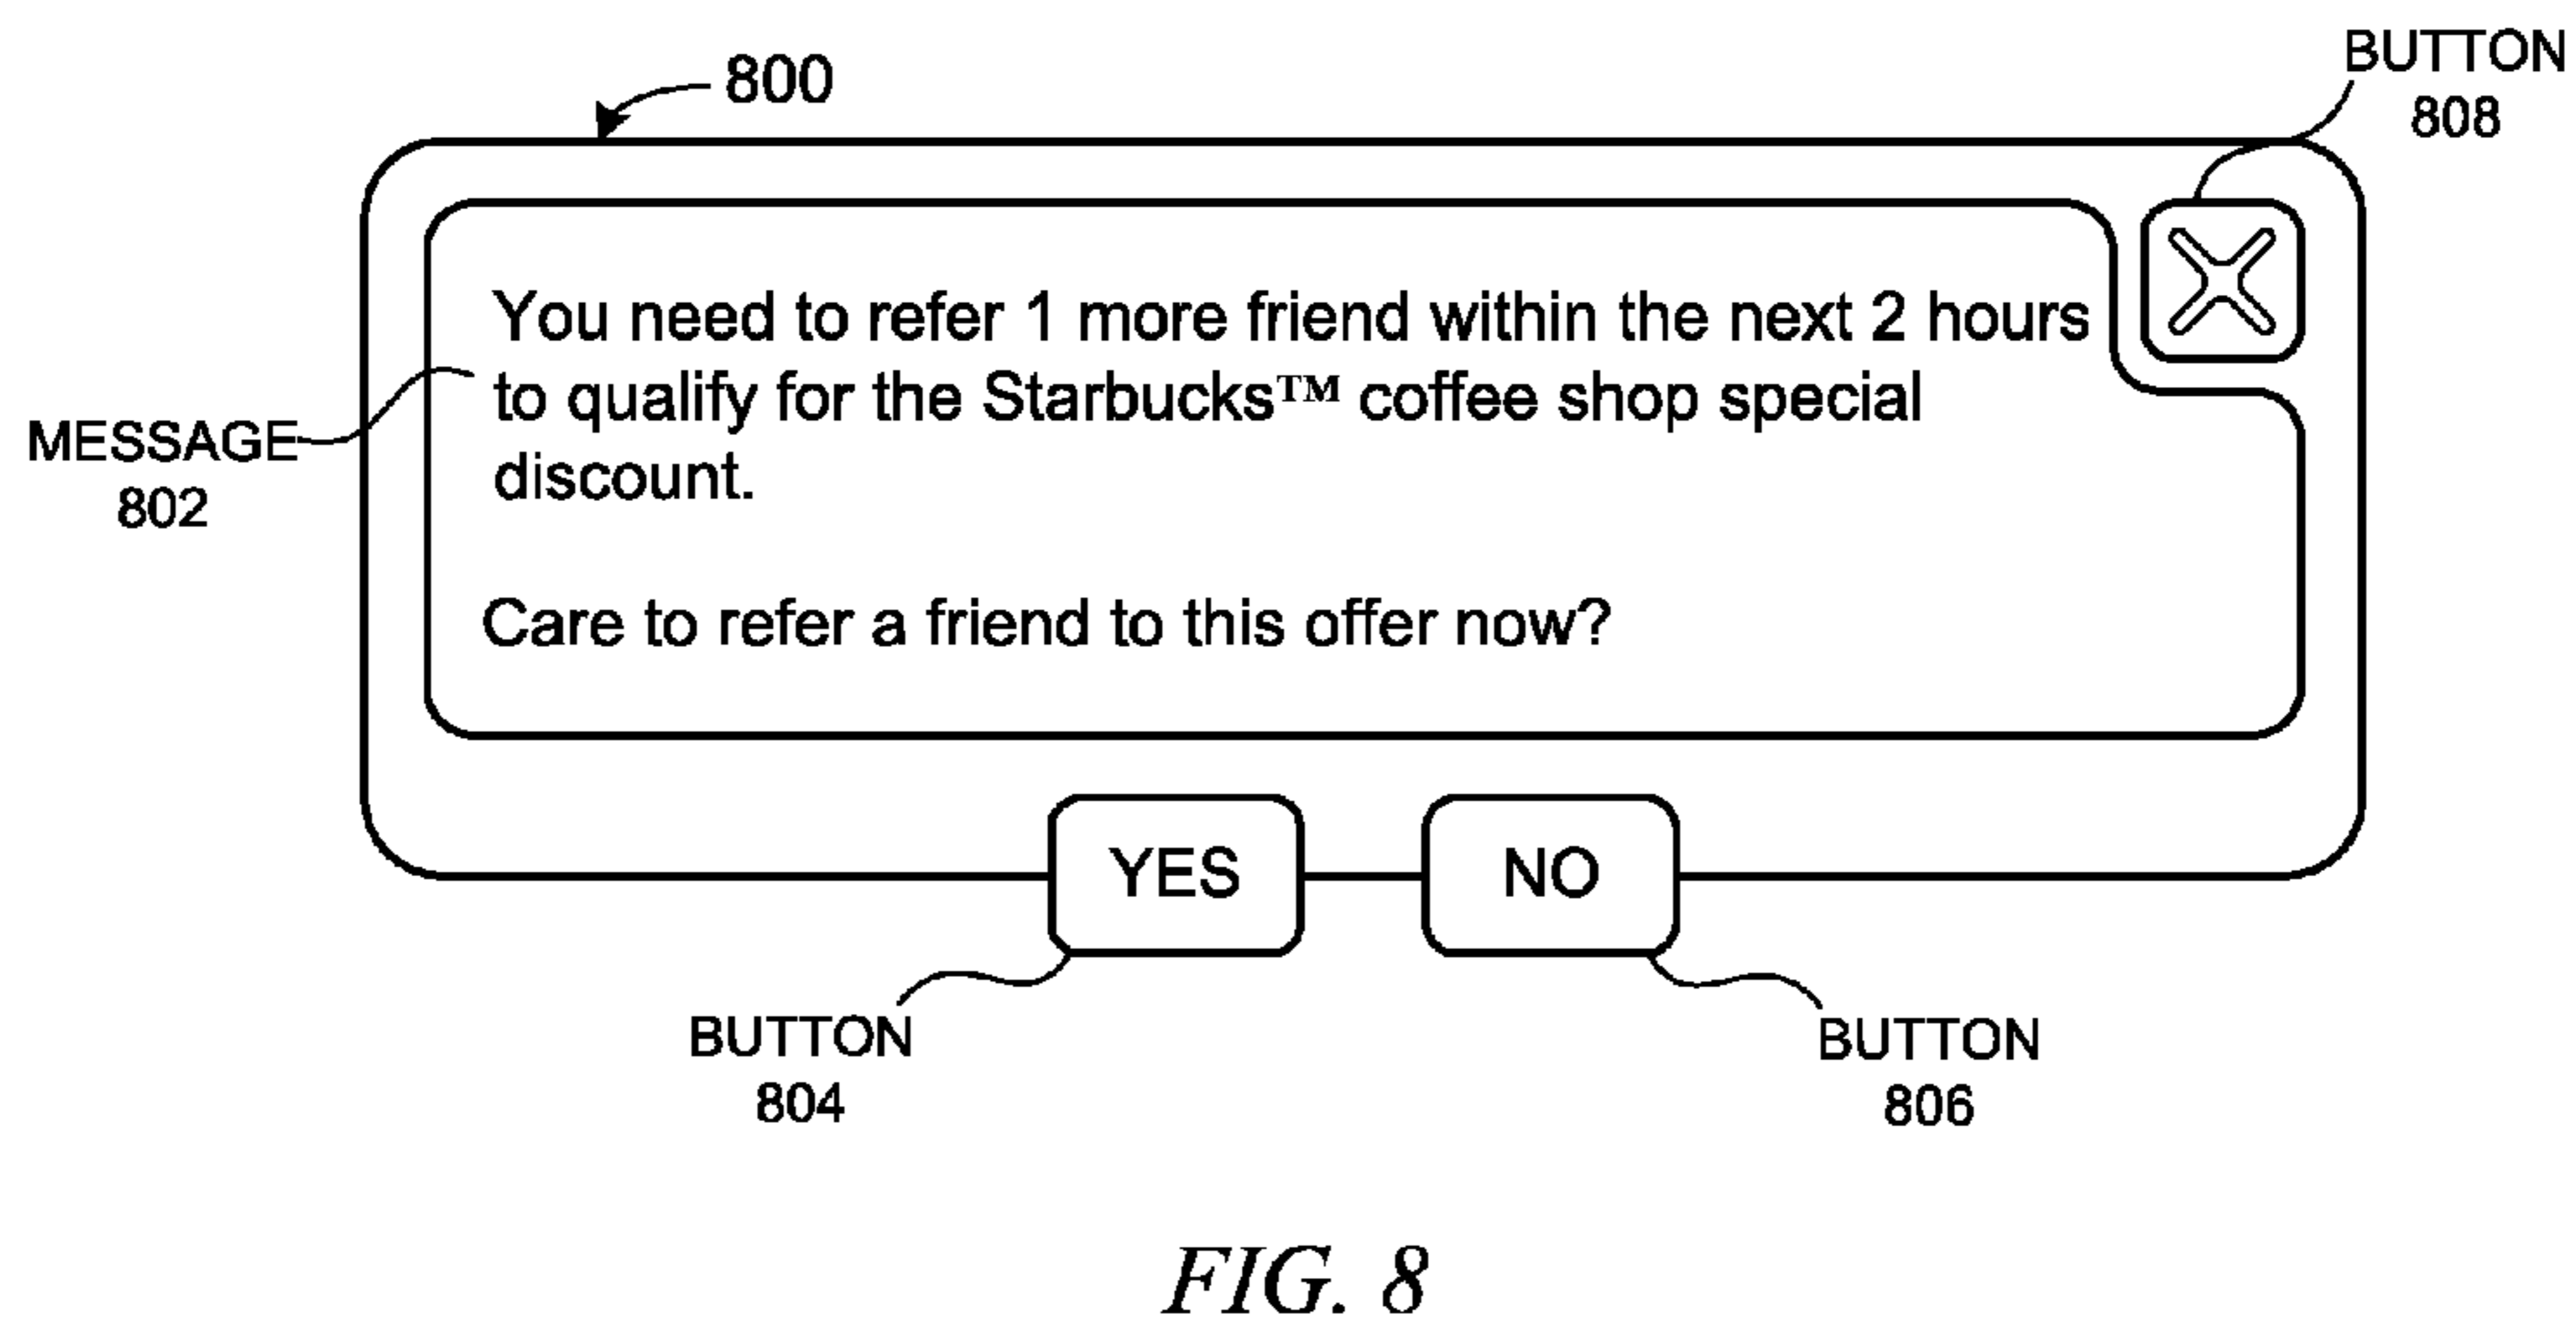 BUTTON
808
800
You need to refer 1 more friend within the next 2 hours
to qualify for the Starbucks™ coffee shop special
discount.
MESSAGE
802
Care to refer a friend to this offer now?
YES
NO
BUTTON
804
BUTTON
806
FIG. 8